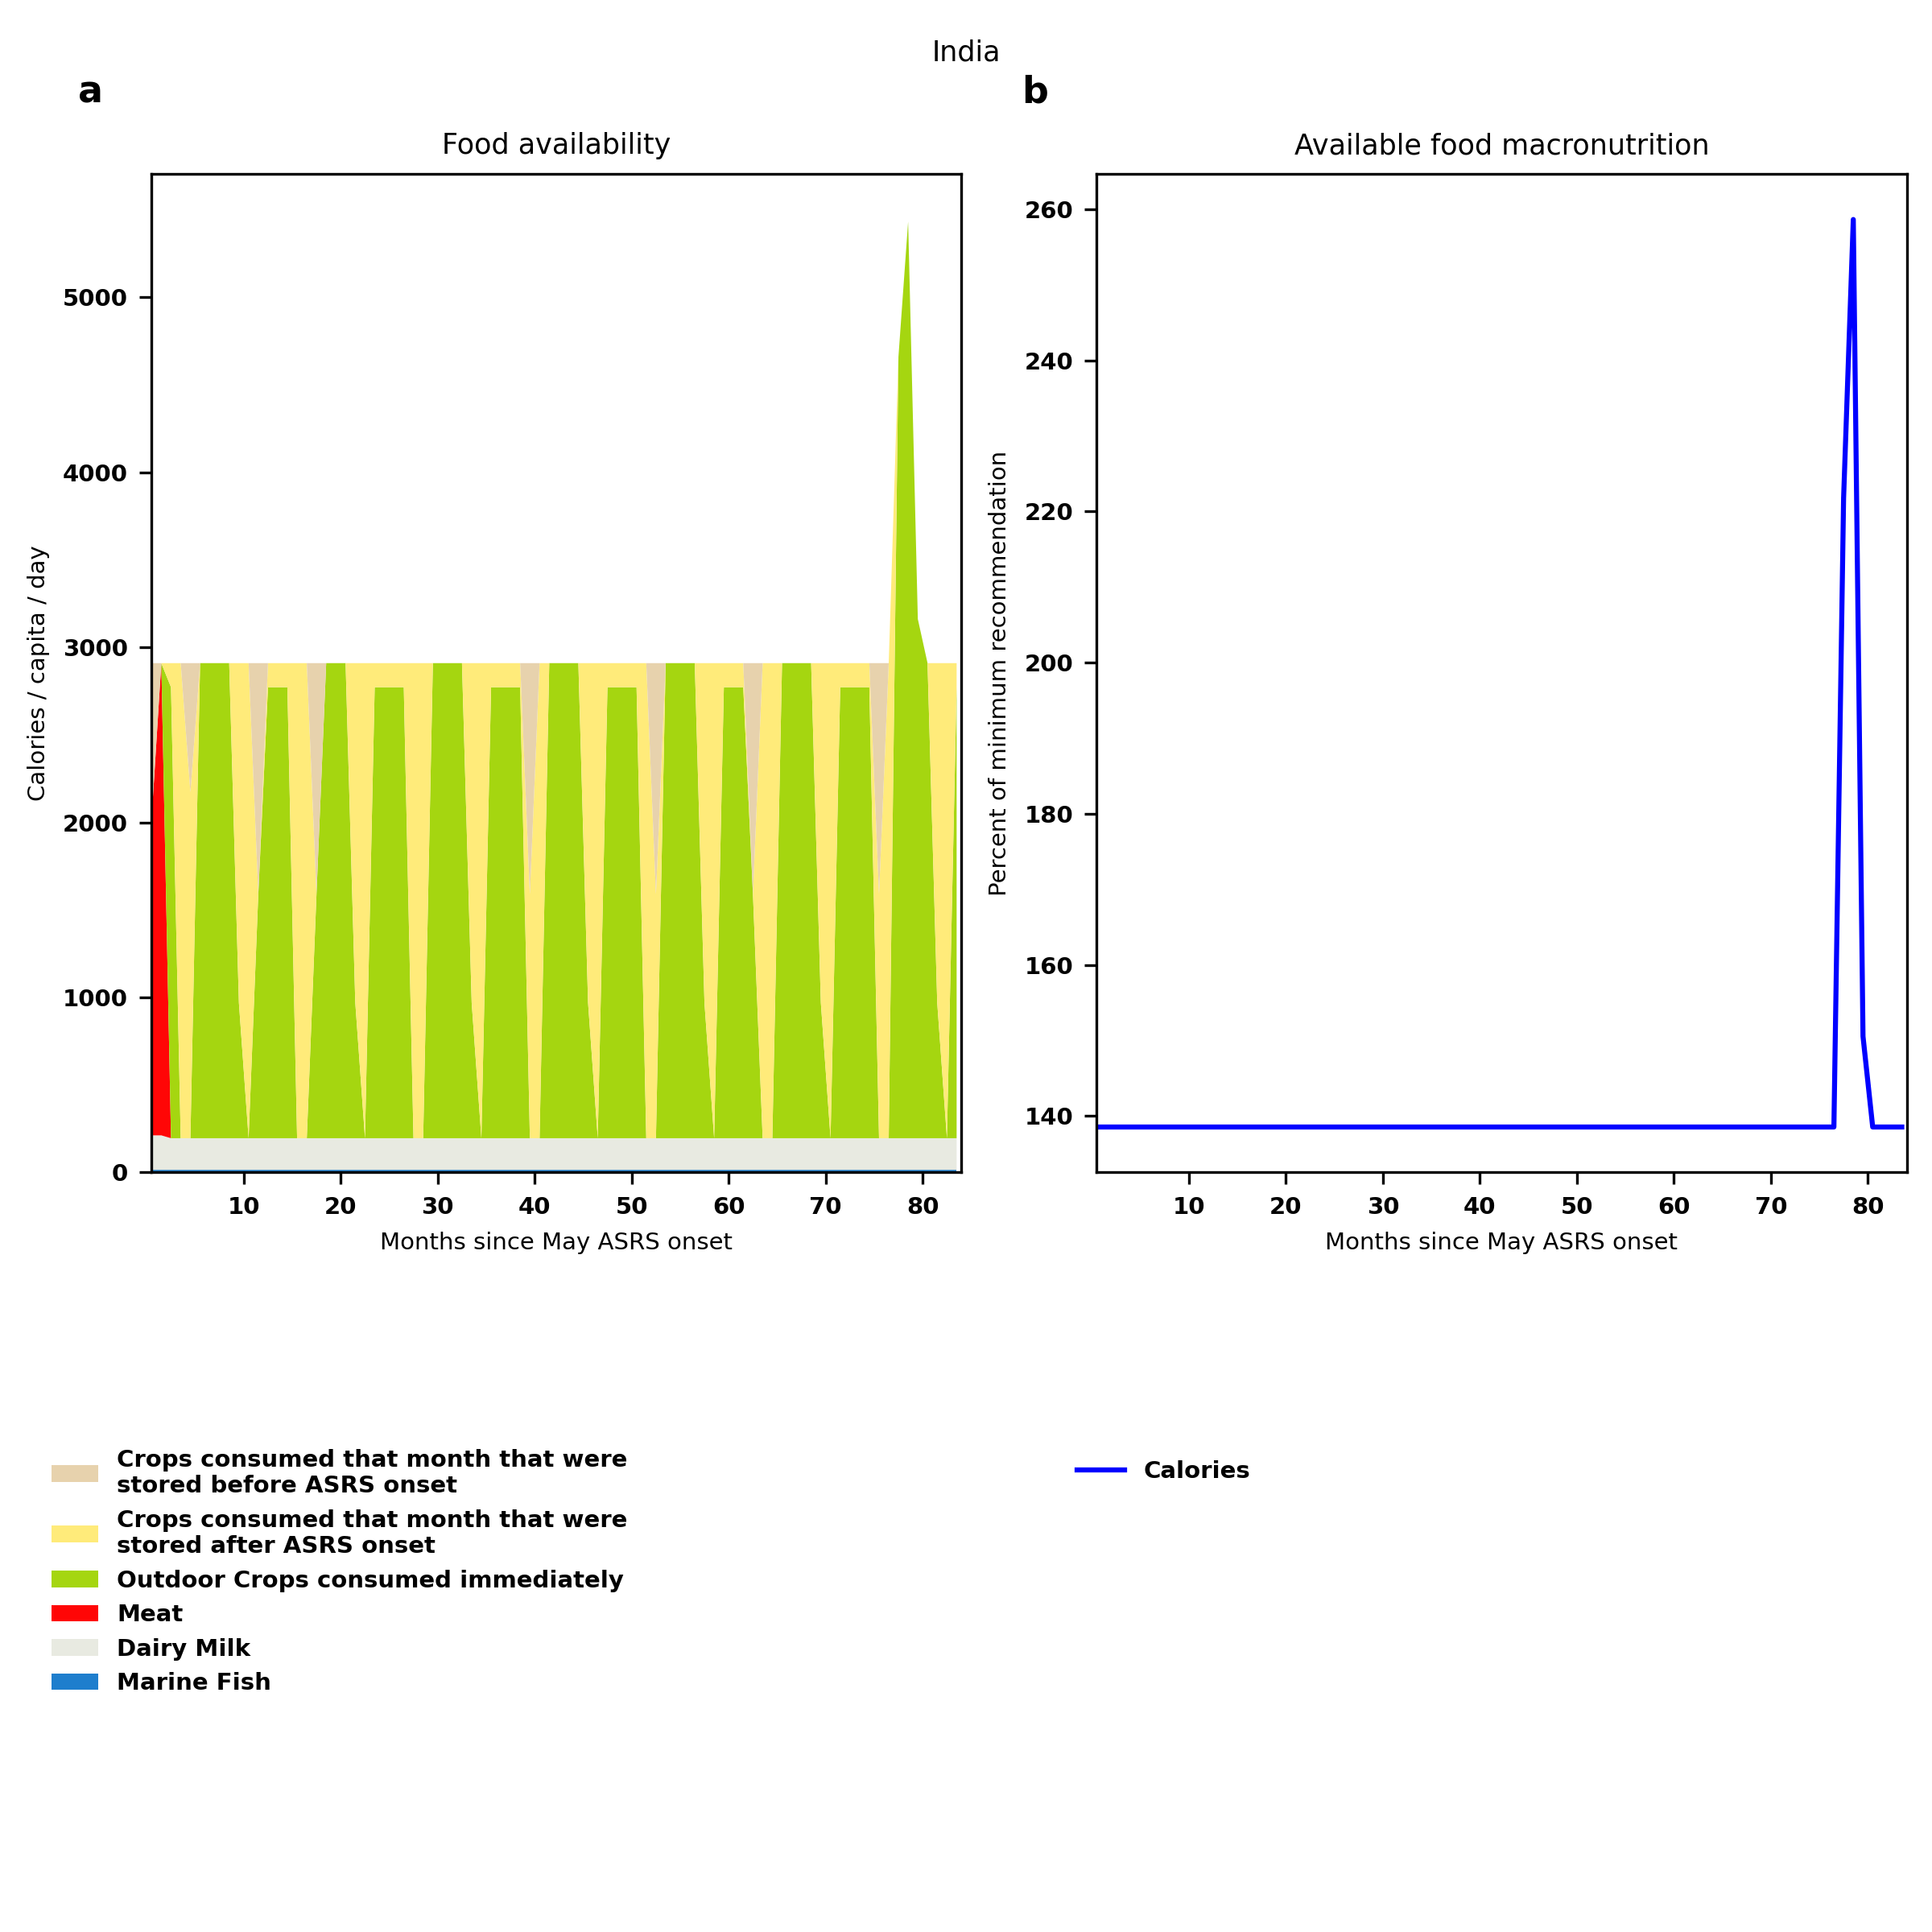 India
a
Food availability
Calories / capita / day
5000
4000
3000
2000
1000
0
10 20 30 40 50 60 70 80
Months since May ASRS onset
b
Available food macronutrition
Percent of minimum recommendation
260
240
220
200
180
160
140
10 20 30 40 50 60 70 80
Months since May ASRS onset
Crops consumed that month that were
stored before ASRS onset
Crops consumed that month that were
stored after ASRS onset
Outdoor Crops consumed immediately
Meat
Dairy Milk
Marine Fish
Calories